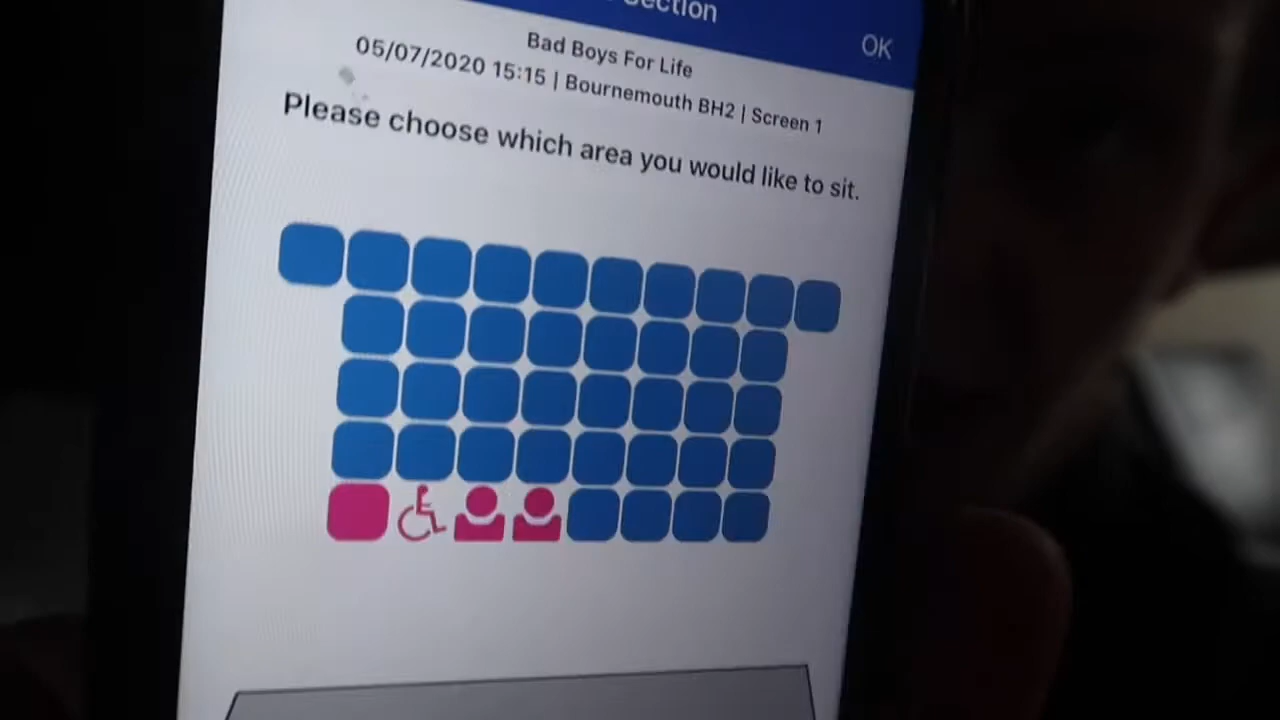 Section
OK
Bad Boys For Life
05/07/2020 15:15 | Bournemouth BH2 | Screen 1
Please choose which area you would like to sit.